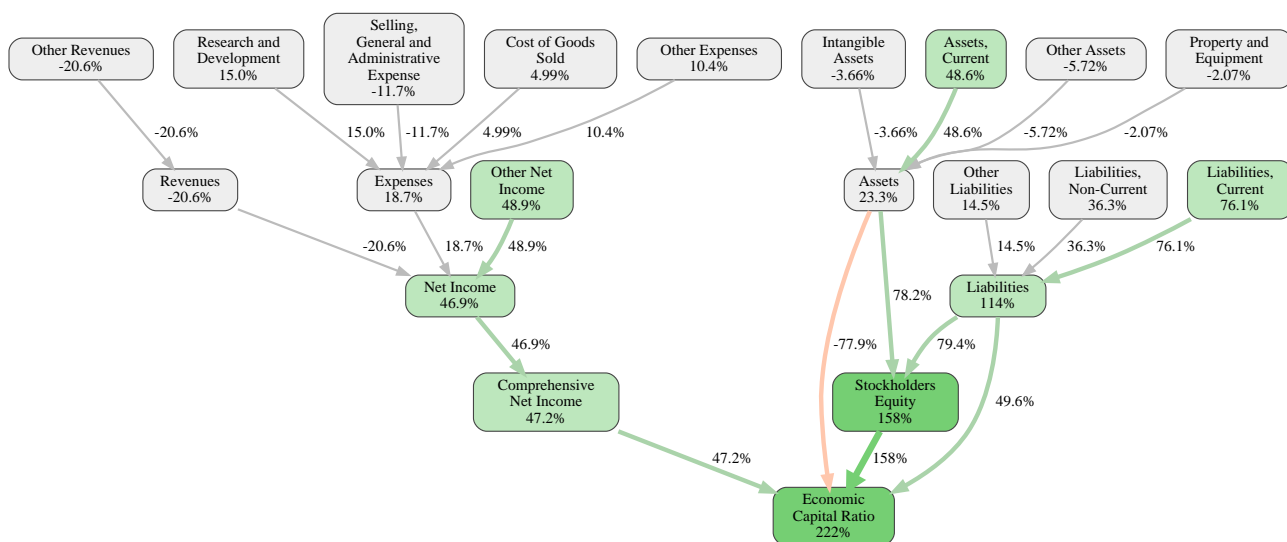 Other Revenues
-20.6%
Research and
Development
15.0%
Selling,
General and
Administrative
Expense
-11.7%
Cost of Goods
Sold
4.99%
Other Expenses
10.4%
Intangible
Assets
-3.66%
Assets,
Current
48.6%
Other Assets
-5.72%
Property and
Equipment
-2.07%
-20.6%
15.0%
-11.7%
4.99%
10.4%
-3.66%
48.6%
-5.72%
-2.07%
Revenues
-20.6%
Expenses
18.7%
Other Net
Income
48.9%
Assets
23.3%
Other
Liabilities
14.5%
Liabilities,
Non-Current
36.3%
Liabilities,
Current
76.1%
-20.6%
18.7%
48.9%
14.5%
36.3%
76.1%
Net Income
46.9%
78.2%
Liabilities
114%
46.9%
-77.9%
79.4%
Comprehensive
Net Income
47.2%
Stockholders
Equity
158%
49.6%
47.2%
158%
Economic
Capital Ratio
222%